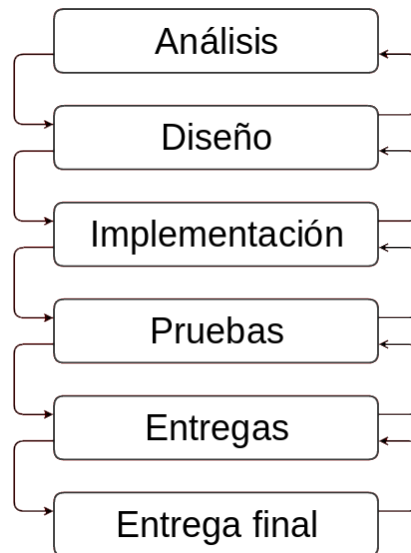 Análisis
Diseño
Implementación
Pruebas
Entregas
Entrega final